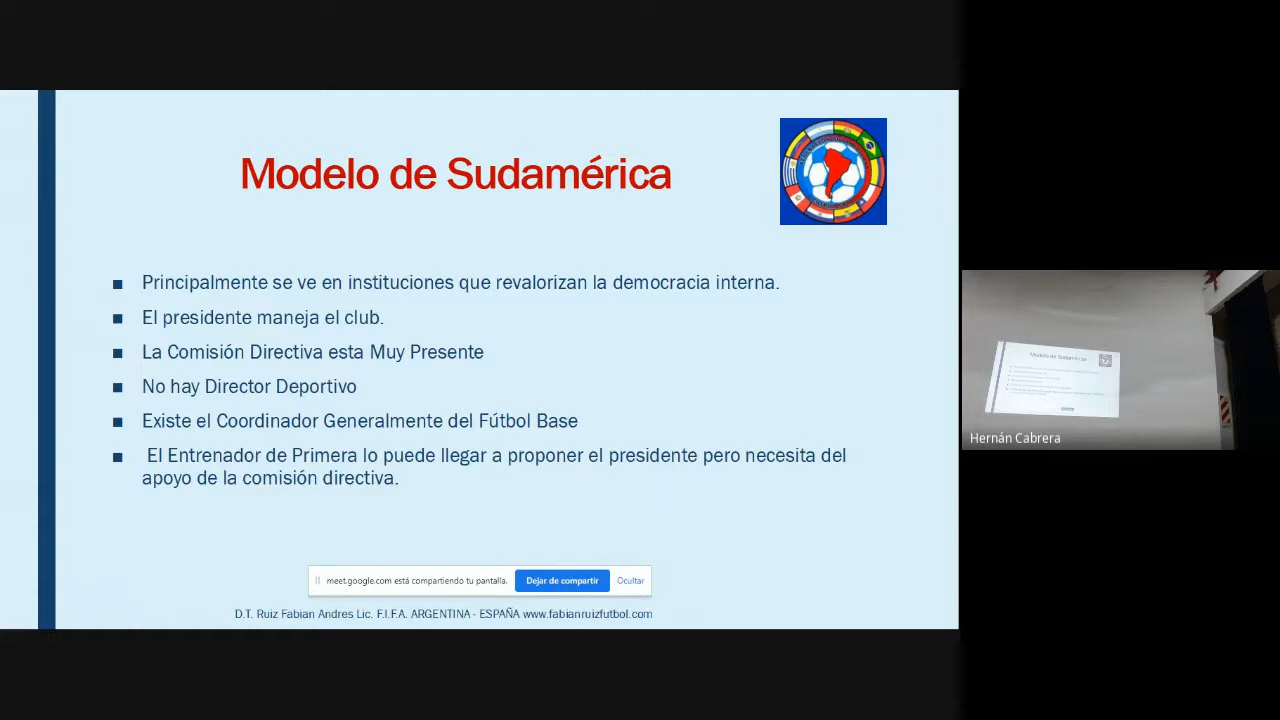 Modelo de Sudamérica
Principalmente se ve en instituciones que revalorizan la democracia interna.
El presidente maneja el club.
La Comisión Directiva esta Muy Presente
No hay Director Deportivo
Existe el Coordinador Generalmente del Fútbol Base
El Entrenador de Primera lo puede llegar a proponer el presidente pero necesita del
apoyo de la comisión directiva.
meet.google.com está compartiendo tu pantalla. Dejar de compartir Ocultar
D.T. Ruiz Fabian Andres Lic. F.I.F.A. ARGENTINA - ESPAÑA www.fabianruizfutbol.com
Modelo de Sudamérica
Hernán Cabrera